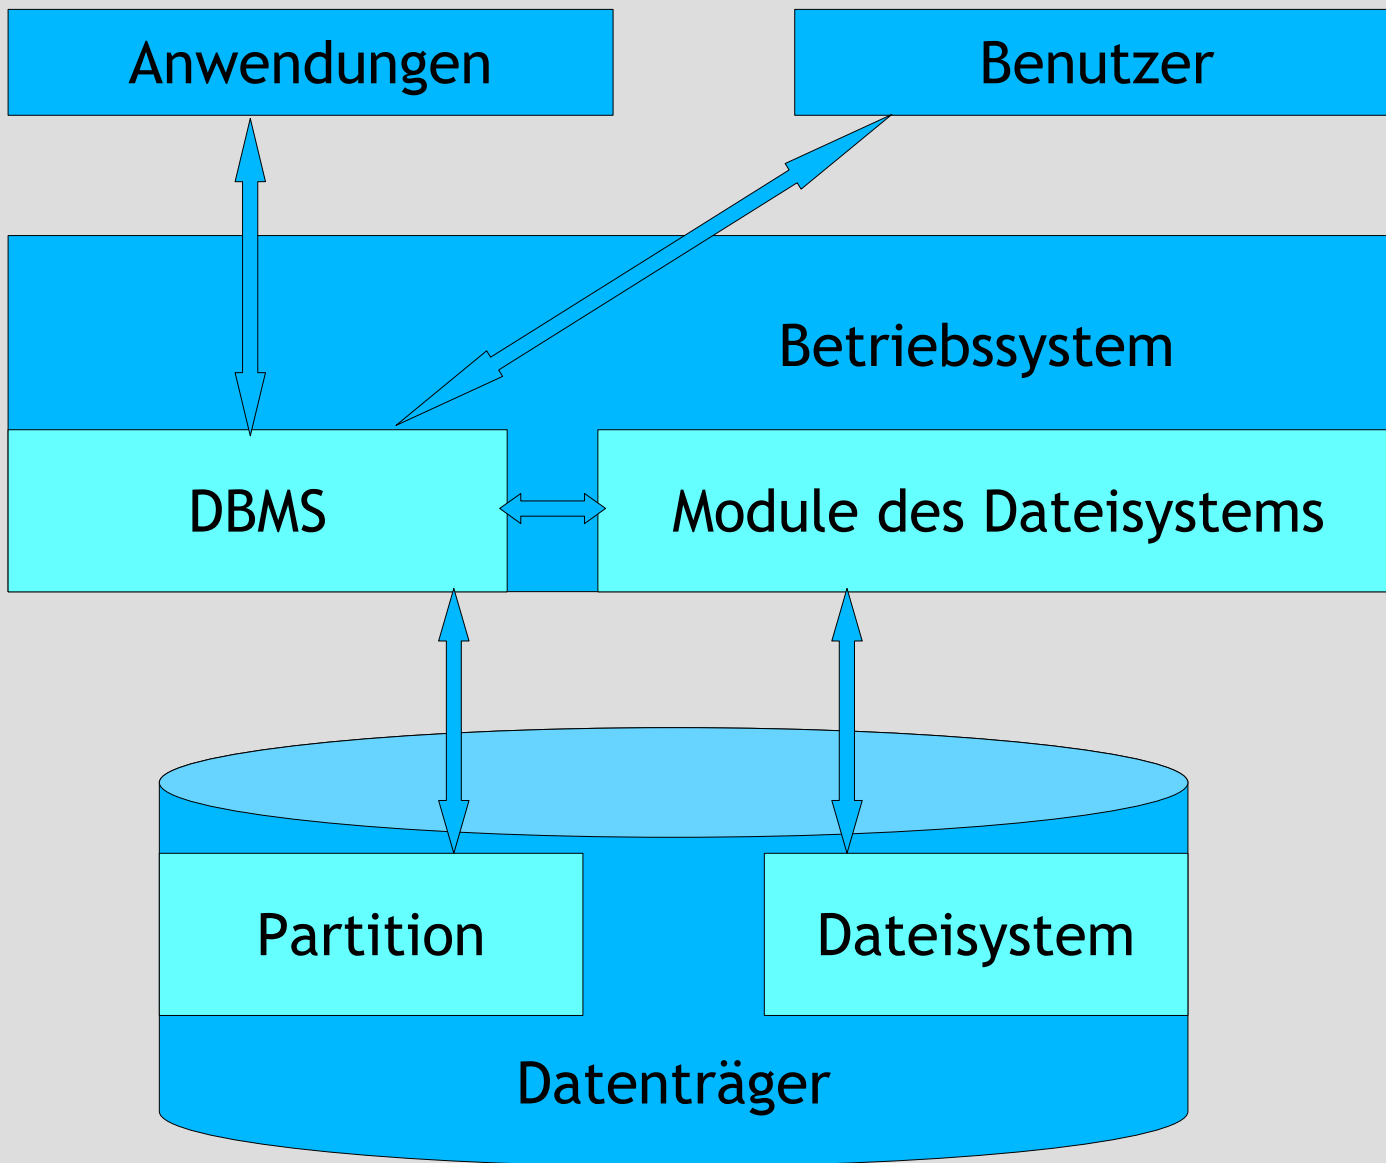 Anwendungen
Benutzer
Betriebssystem
DBMS
Module des Dateisystems
Partition
Dateisystem
Datenträger